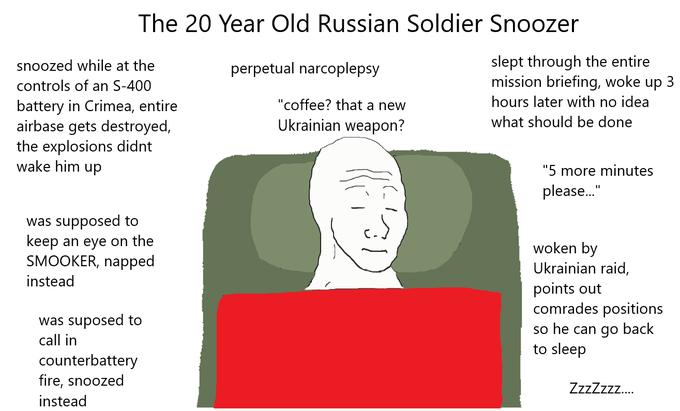 The 20 Year Old Russian Soldier Snoozer
snoozed while at the
controls of an S-400
battery in Crimea, entire
airbase gets destroyed,
the explosions didnt
wake him up
perpetual narcoplepsy
"coffee? that a new
Ukrainian weapon?
slept through the entire
mission briefing, woke up 3
hours later with no idea
what should be done
"5 more minutes
please..."
was supposed to
keep an eye on the
SMOOKER, napped
instead
woken by
Ukrainian raid,
points out
comrades positions
so he can go back
to sleep
was suposed to
call in
counterbattery
fire, snoozed
instead
ZzzZzzz....